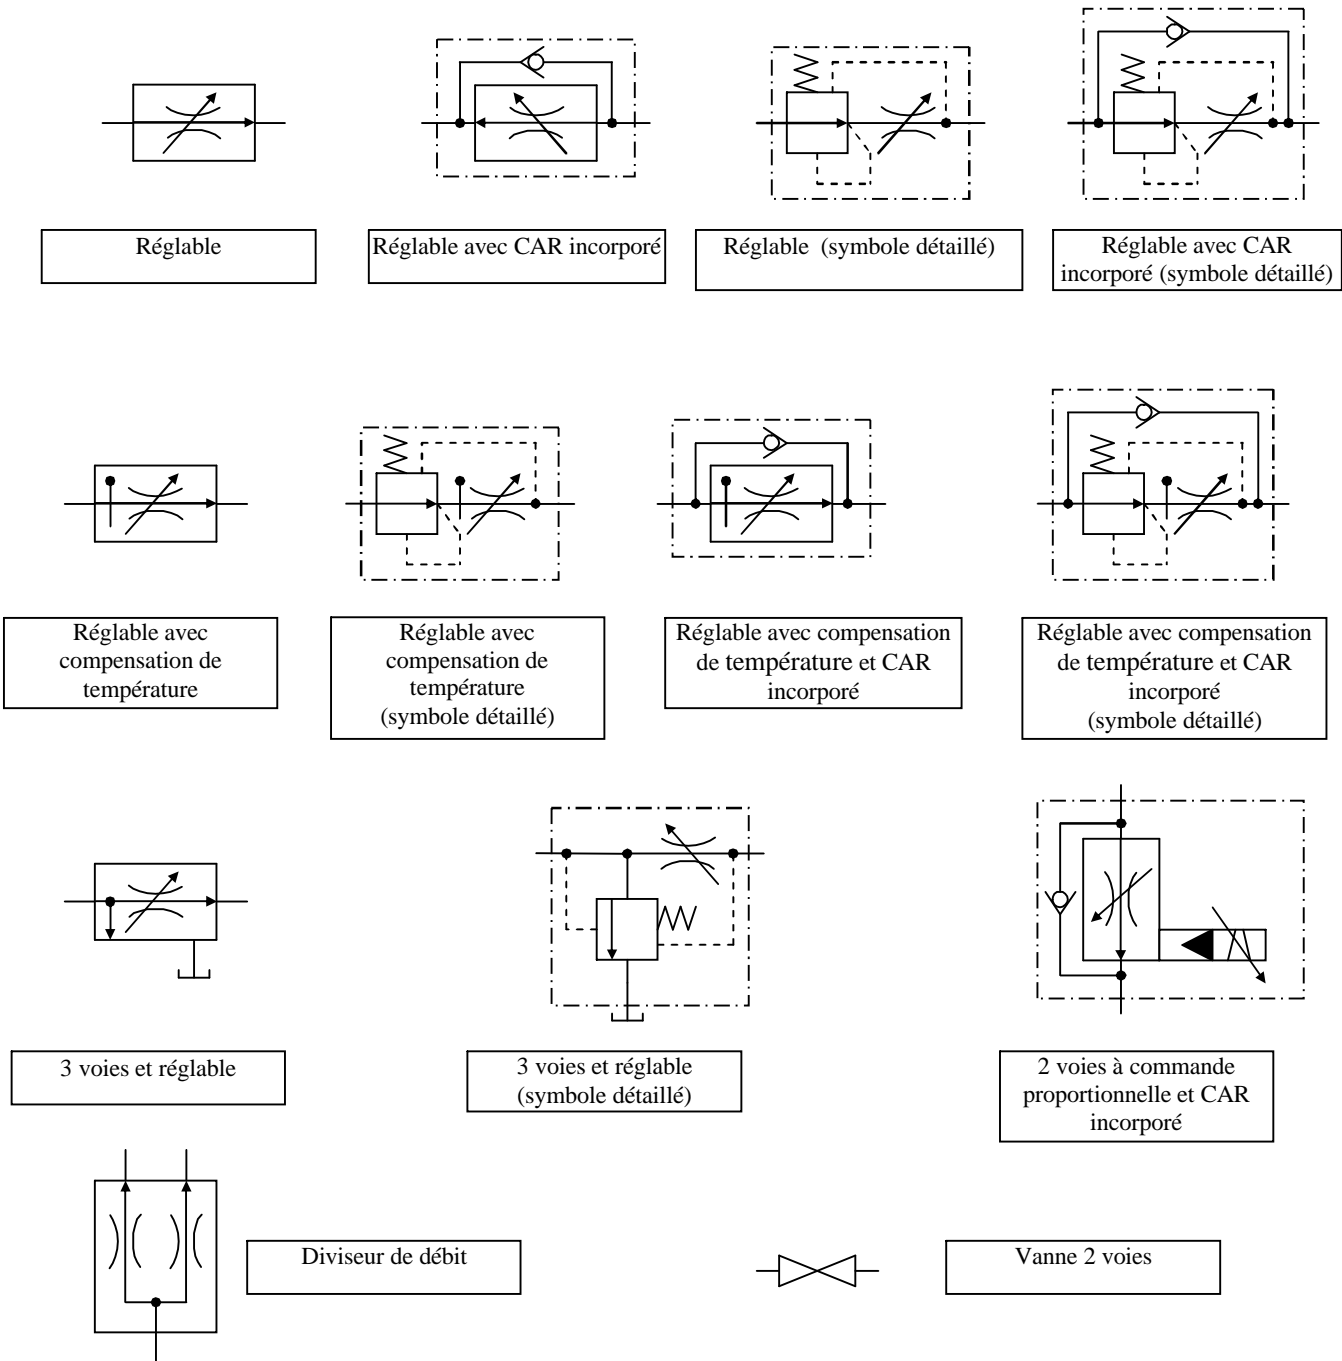 Réglable
Réglable avec CAR incorporé
Réglable (symbole détaillé)
Réglable avec CAR
incorporé (symbole détaillé)
Réglable avec
compensation de
température
Réglable avec
compensation de
température
(symbole détaillé)
Réglable avec compensation
de température et CAR
incorporé
Réglable avec compensation
de température et CAR
incorporé
(symbole détaillé)
3 voies et réglable
3 voies et réglable
(symbole détaillé)
2 voies à commande
proportionnelle et CAR
incorporé
Diviseur de débit
Vanne 2 voies